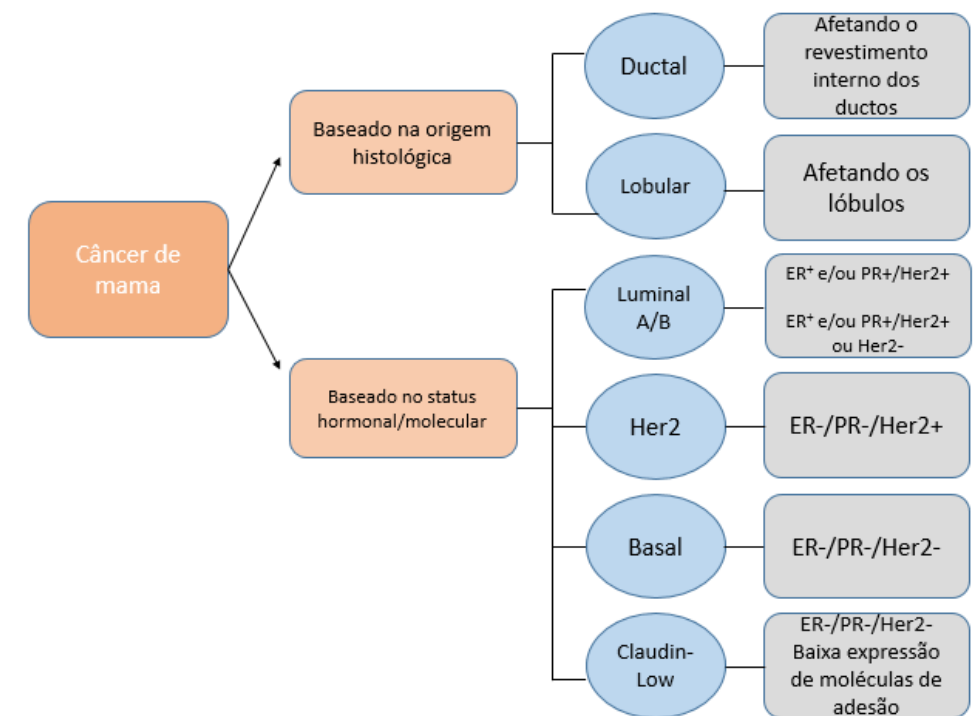 Câncer de
mama
Baseado na origem
histológica
Ductal
Afetando o
revestimento
interno dos
ductos
Lobular
Afetando os
lóbulos
Baseado no status
hormonal/molecular
Luminal
A/B
ER⁺ e/ou PR+/Her2+
ER⁺ e/ou PR+/Her2+
ou Her2-
Her2
ER-/PR-/Her2+
Basal
ER-/PR-/Her2-
Claudin-
Low
ER-/PR-/Her2-
Baixa expressão
de moléculas de
adesão